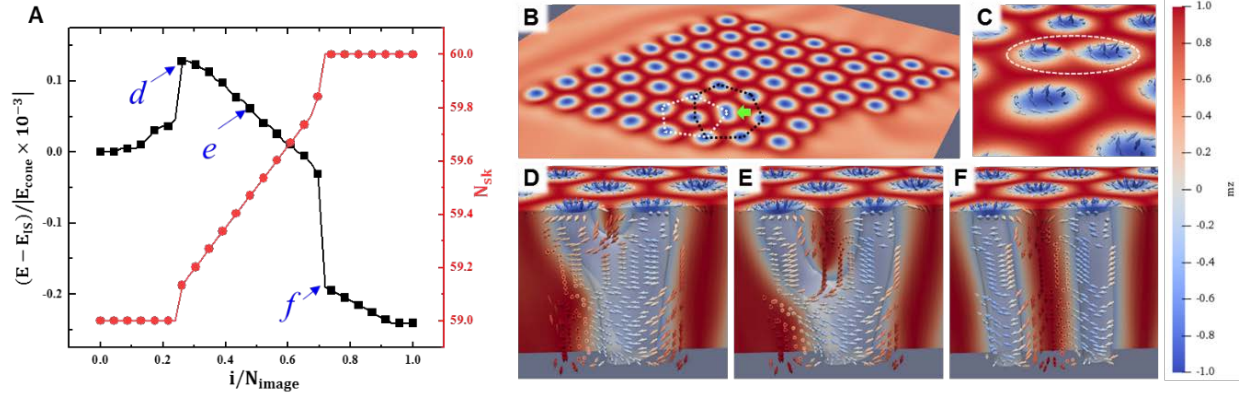 A
0.1
0.0
-0.1
-0.2
(E − E_IS)/|E_cone × 10⁻³|
0.0
0.2
0.4
0.6
0.8
1.0
i/N_image
60.0
59.8
59.6
59.4
59.2
59.0
N_sk
d
e
f
B
C
D
E
F
1.0
0.8
0.6
0.4
0.2
0
-0.2
-0.4
-0.6
-0.8
-1.0
mz